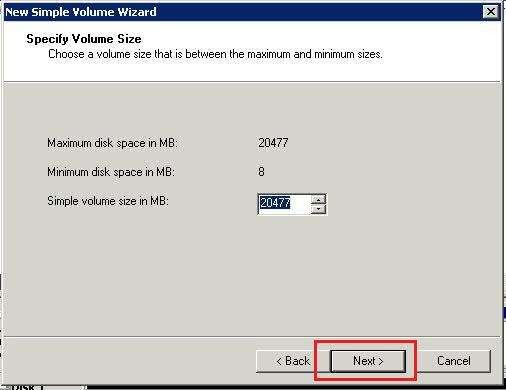 New Simple Volume Wizard
Specify Volume Size
Choose a volume size that is between the maximum and minimum sizes.
Maximum disk space in MB: 20477
Minimum disk space in MB: 8
Simple volume size in MB: 20477
< Back Next > Cancel
Disk 1